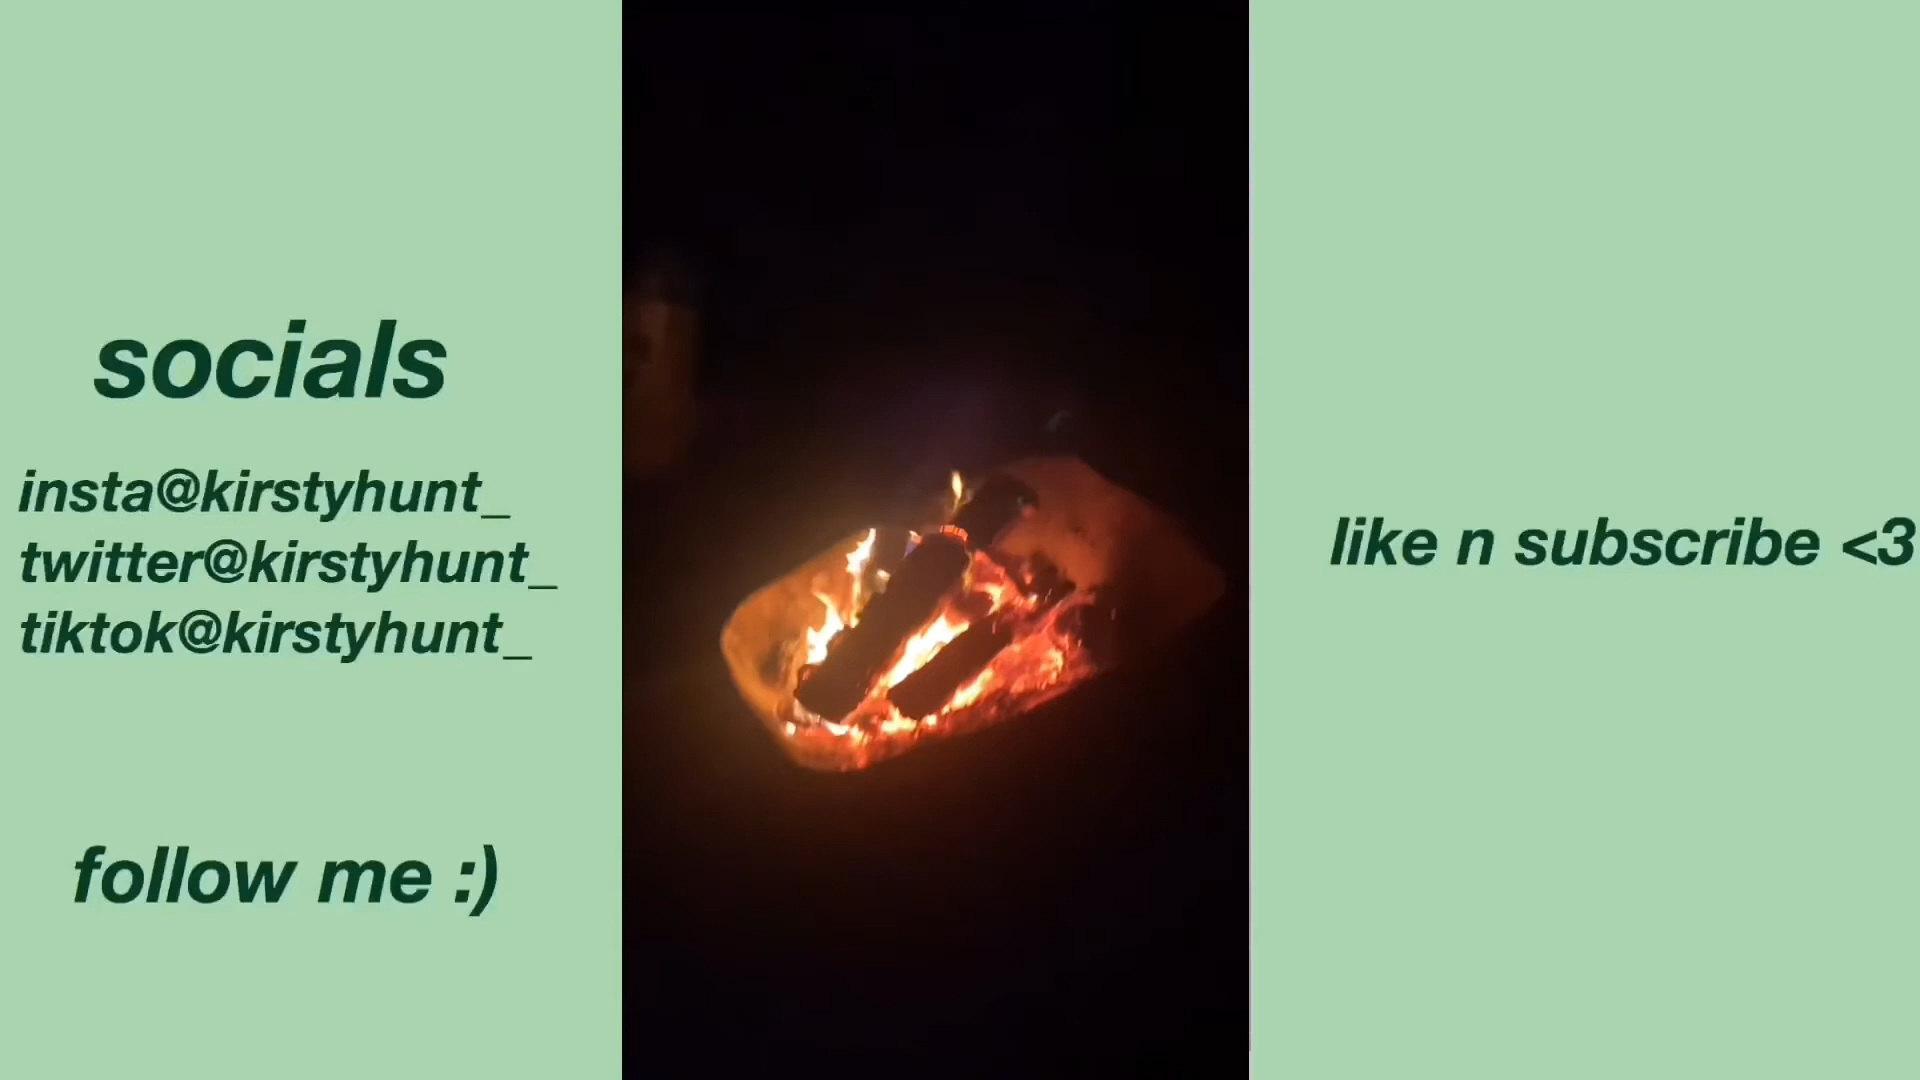 socials
insta@kirstyhunt_
twitter@kirstyhunt_
tiktok@kirstyhunt_
follow me :)
like n subscribe <3